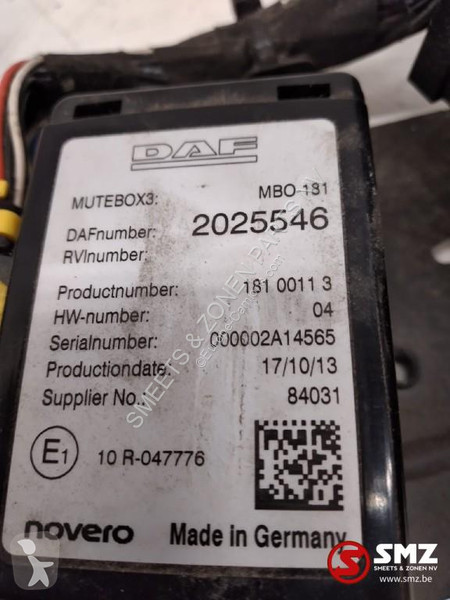 DAF
MUTEBOX3: MBO-181
DAFnumber: 2025546
RVInumber:
Productnumber: 181 0011 3
HW-number: 04
Serialnumber: 000002A14565
Productiondate: 17/10/13
Supplier No.: 84031
E1 10 R-047776
novero Made in Germany
SMEETS & ZONEN PARTS NV
SMZ
SMEETS & ZONEN NV
www.smz.be